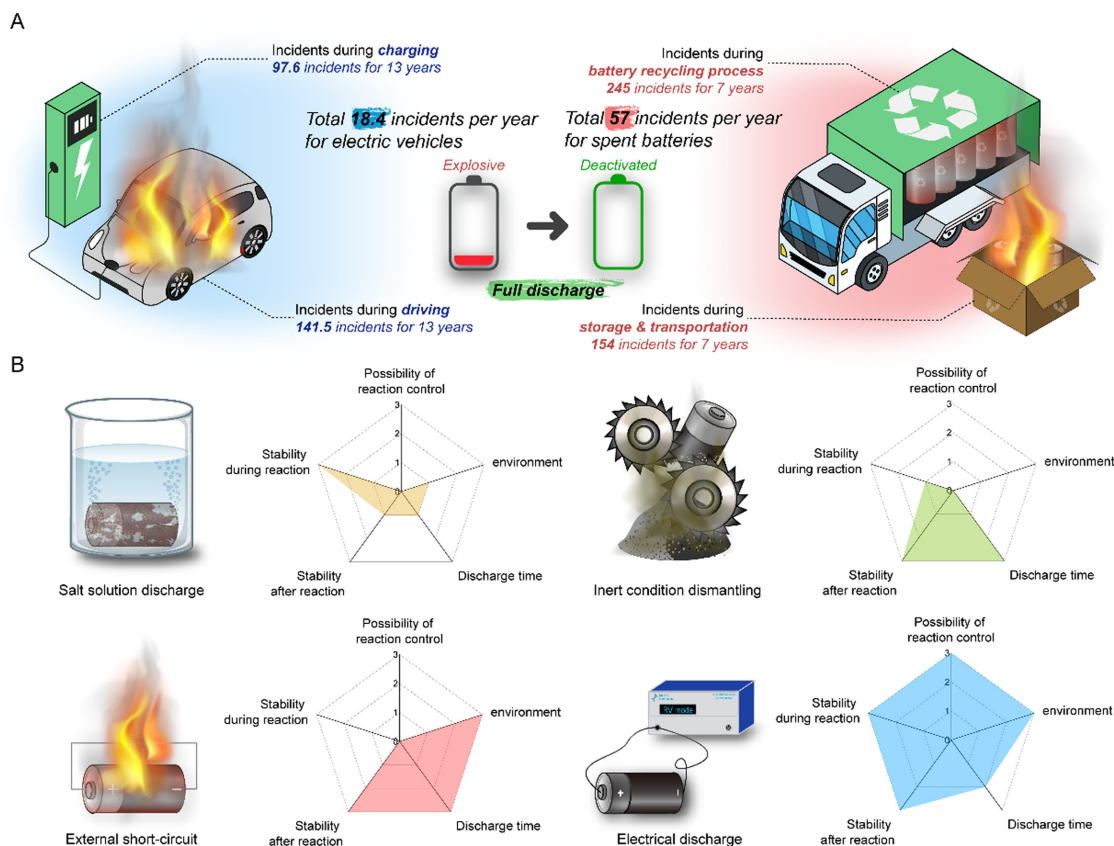 A
Incidents during charging
97.6 incidents for 13 years
Total 18.4 incidents per year
for electric vehicles
Incidents during driving
141.5 incidents for 13 years
Explosive
Deactivated
Full discharge
Incidents during
battery recycling process
245 incidents for 7 years
Total 57 incidents per year
for spent batteries
Incidents during
storage & transportation
154 incidents for 7 years
B
Salt solution discharge
Possibility of
reaction control
3
2
1
0
Stability
during reaction
environment
Stability
after reaction
Discharge time
Inert condition dismantling
Possibility of
reaction control
3
2
1
0
Stability
during reaction
environment
Stability
after reaction
Discharge time
+
−
External short-circuit
Possibility of
reaction control
3
2
1
0
Stability
during reaction
environment
Stability
after reaction
Discharge time
RV mode
+
Electrical discharge
Possibility of
reaction control
3
2
1
0
Stability
during reaction
environment
Stability
after reaction
Discharge time